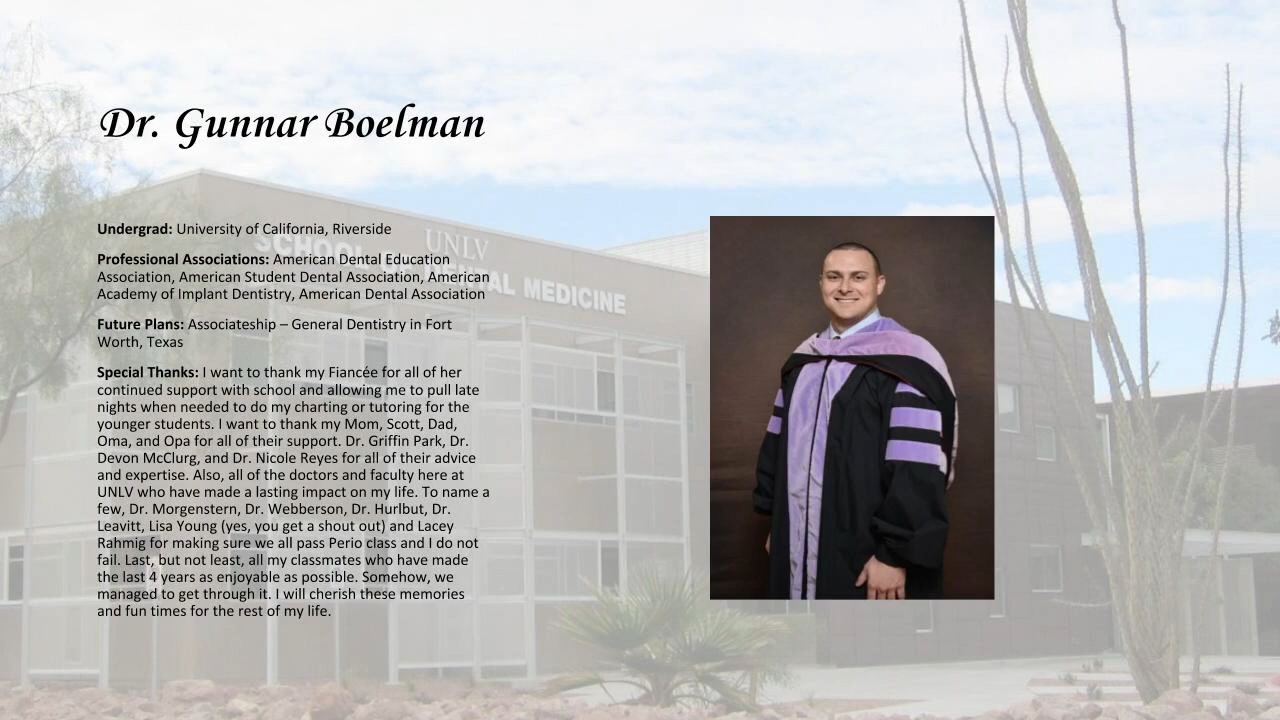 Dr. Gunnar Boelman
Undergrad: University of California, Riverside
UNLV
SCHOOL OF DENTAL MEDICINE
Professional Associations: American Dental Education
Association, American Student Dental Association, American
Academy of Implant Dentistry, American Dental Association
Future Plans: Associateship – General Dentistry in Fort
Worth, Texas
Special Thanks: I want to thank my Fiancée for all of her
continued support with school and allowing me to pull late
nights when needed to do my charting or tutoring for the
younger students. I want to thank my Mom, Scott, Dad,
Oma, and Opa for all of their support. Dr. Griffin Park, Dr.
Devon McClurg, and Dr. Nicole Reyes for all of their advice
and expertise. Also, all of the doctors and faculty here at
UNLV who have made a lasting impact on my life. To name a
few, Dr. Morgenstern, Dr. Webberson, Dr. Hurlbut, Dr.
Leavitt, Lisa Young (yes, you get a shout out) and Lacey
Rahmig for making sure we all pass Perio class and I do not
fail. Last, but not least, all my classmates who have made
the last 4 years as enjoyable as possible. Somehow, we
managed to get through it. I will cherish these memories
and fun times for the rest of my life.